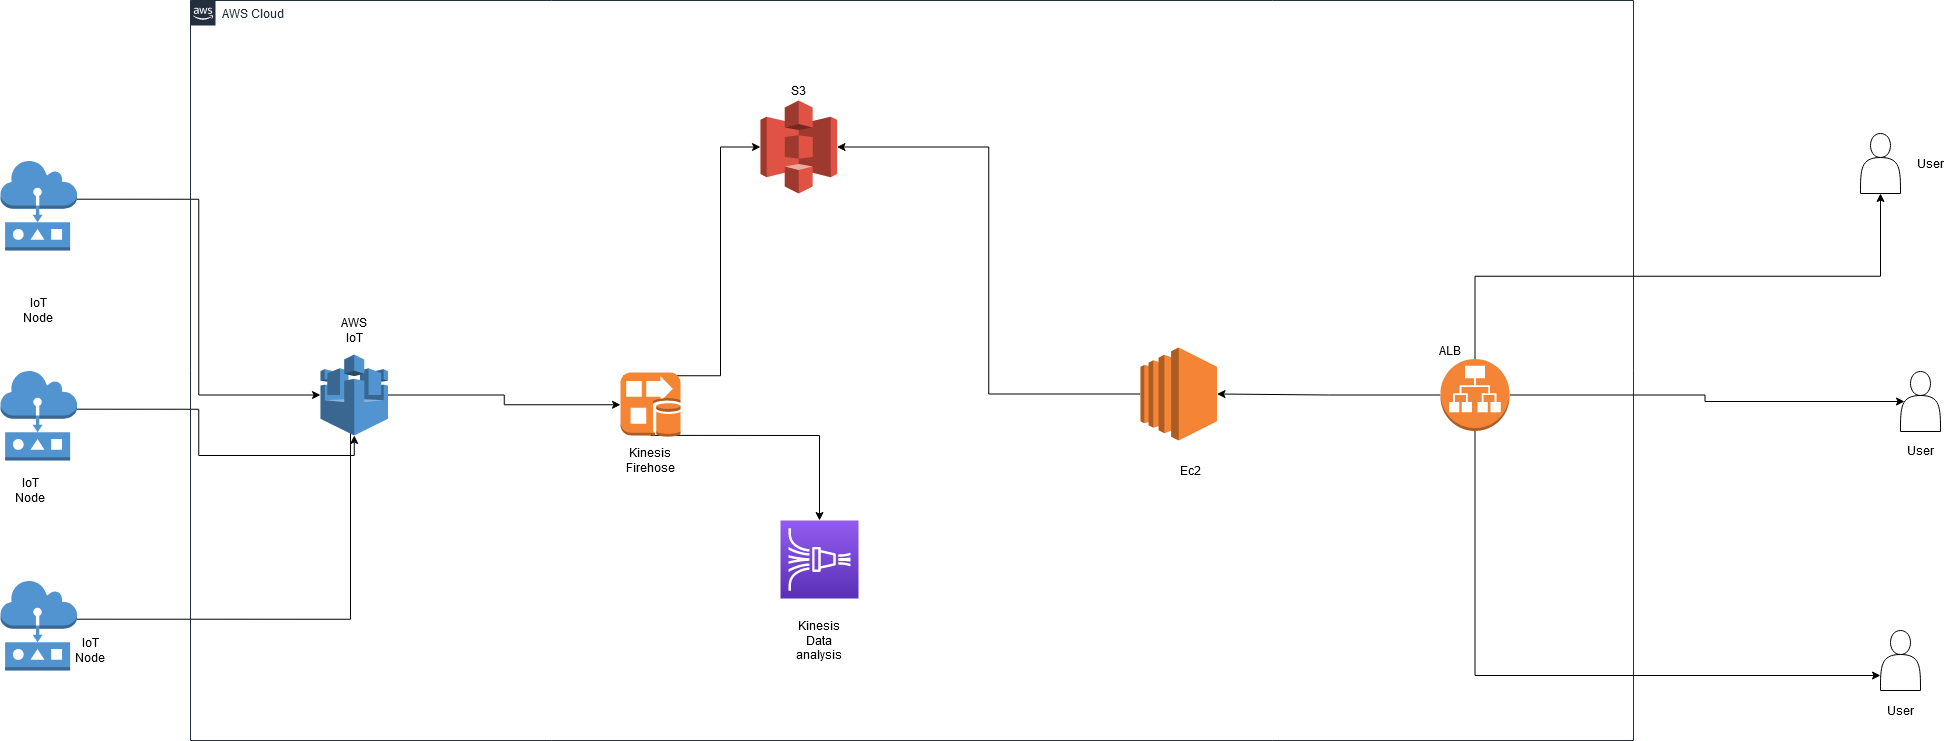 aws
AWS Cloud
S3
User
IoT
Node
AWS
IoT
ALB
Kinesis
Firehose
User
Ec2
IoT
Node
Kinesis
Data
analysis
IoT
Node
User